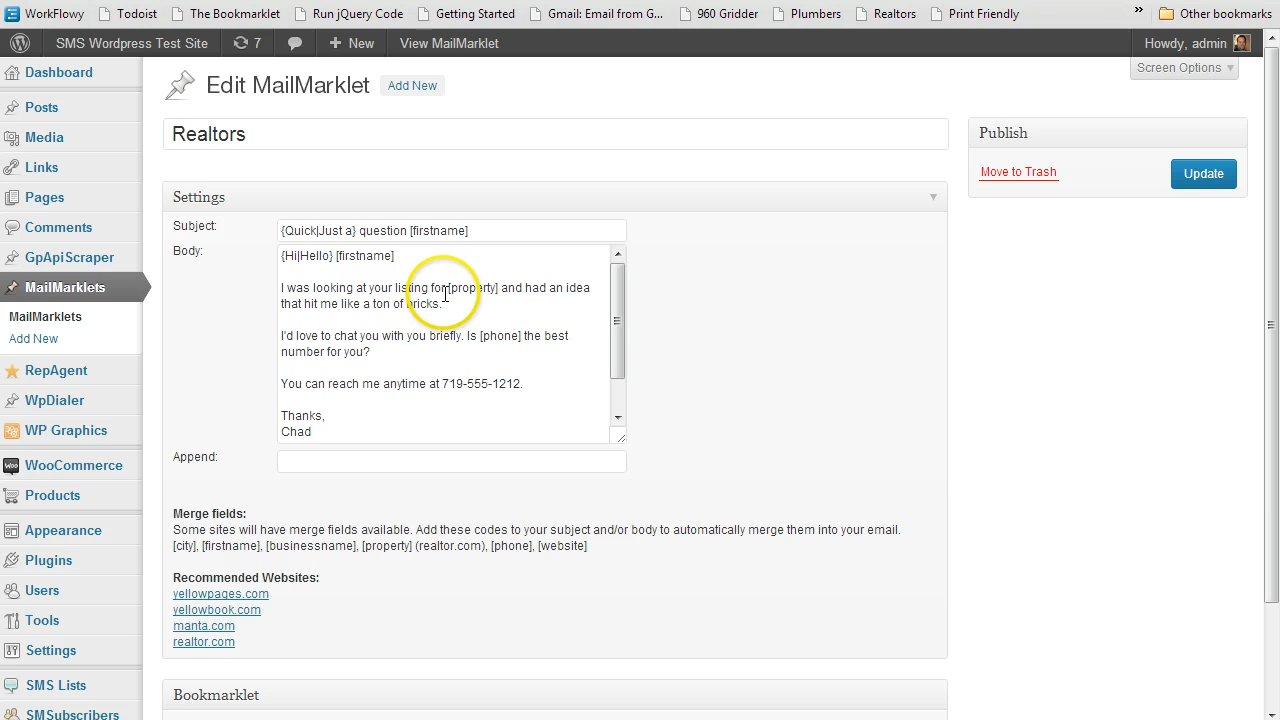 WorkFlowy Todoist The Bookmarklet Run jQuery Code Getting Started Gmail: Email from G... 960 Gridder Plumbers Realtors Print Friendly » Other bookmarks
SMS Wordpress Test Site 7 + New View MailMarklet Howdy, admin
Dashboard
Posts
Media
Links
Pages
Comments
GpApiScraper
MailMarklets
MailMarklets
Add New
RepAgent
WpDialer
WP Graphics
Woo WooCommerce
Products
Appearance
Plugins
Users
Tools
Settings
SMS Lists
SMSubscribers
Screen Options
Edit MailMarklet Add New
Realtors
Settings
Subject: {Quick|Just a} question [firstname]
Body: {Hi|Hello} [firstname]
I was looking at your listing for [property] and had an idea
that hit me like a ton of bricks.
I'd love to chat you with you briefly. Is [phone] the best
number for you?
You can reach me anytime at 719-555-1212.
Thanks,
Chad
Append:
Merge fields:
Some sites will have merge fields available. Add these codes to your subject and/or body to automatically merge them into your email.
[city], [firstname], [businessname], [property] (realtor.com), [phone], [website]
Recommended Websites:
yellowpages.com
yellowbook.com
manta.com
realtor.com
Bookmarklet
Publish
Move to Trash Update